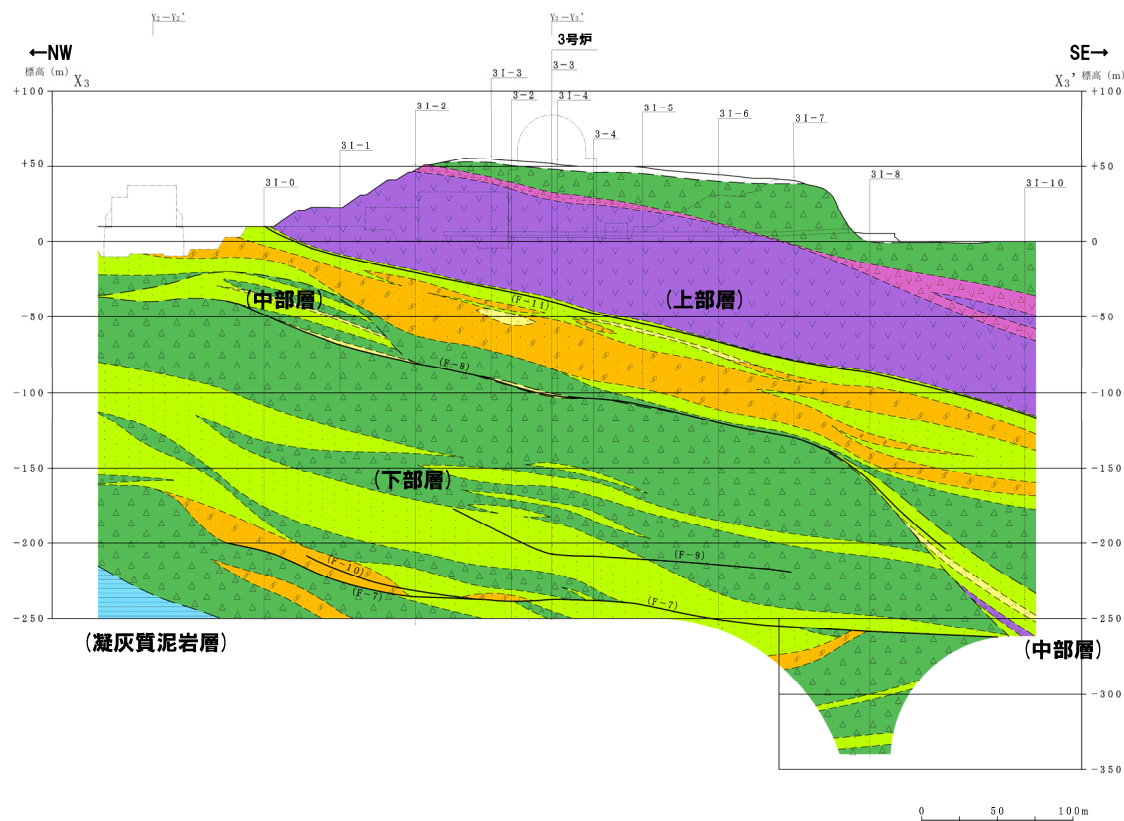 Y₂－Y₂'
Y₃－Y₃'
3号炉
←NW
SE→
標高（m）
X₃
X₃'
標高（m）
3I－3
3－3
3－2
3I－4
3I－2
3I－5
3I－6
3I－7
3－4
3I－1
3I－0
3I－8
3I－10
+100
+50
0
－50
－100
－150
－200
－250
+100
+50
0
－50
－100
－150
－200
－250
－300
－350
(中部層)
(F－11)
(上部層)
(F－8)
(下部層)
(F－9)
(F－10)
(F－7)
(F－7)
(凝灰質泥岩層)
(中部層)
0 50 100m